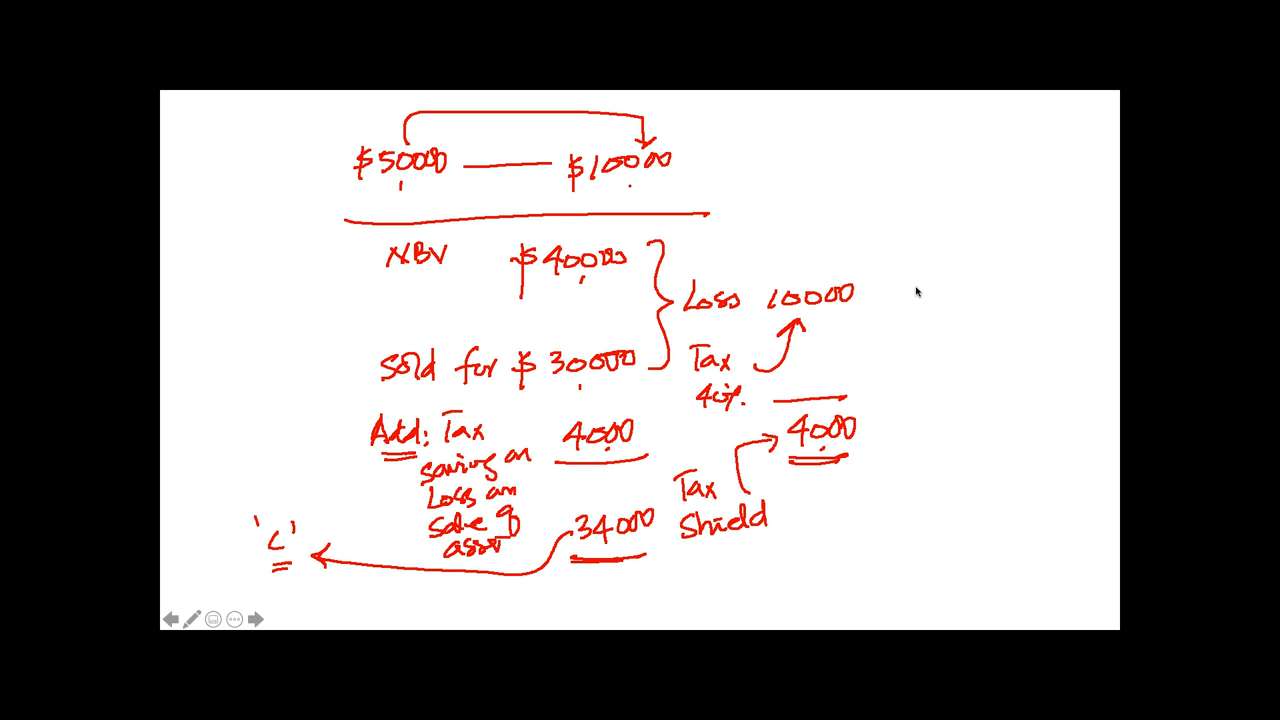 $50000 — $10000
NBV $40000
Loss 10000
Sold for $30000
Tax
40%.
Add: Tax 4000
4000
saving on
Loss on
Sale of
asset
Tax
Shield
34000
'C'